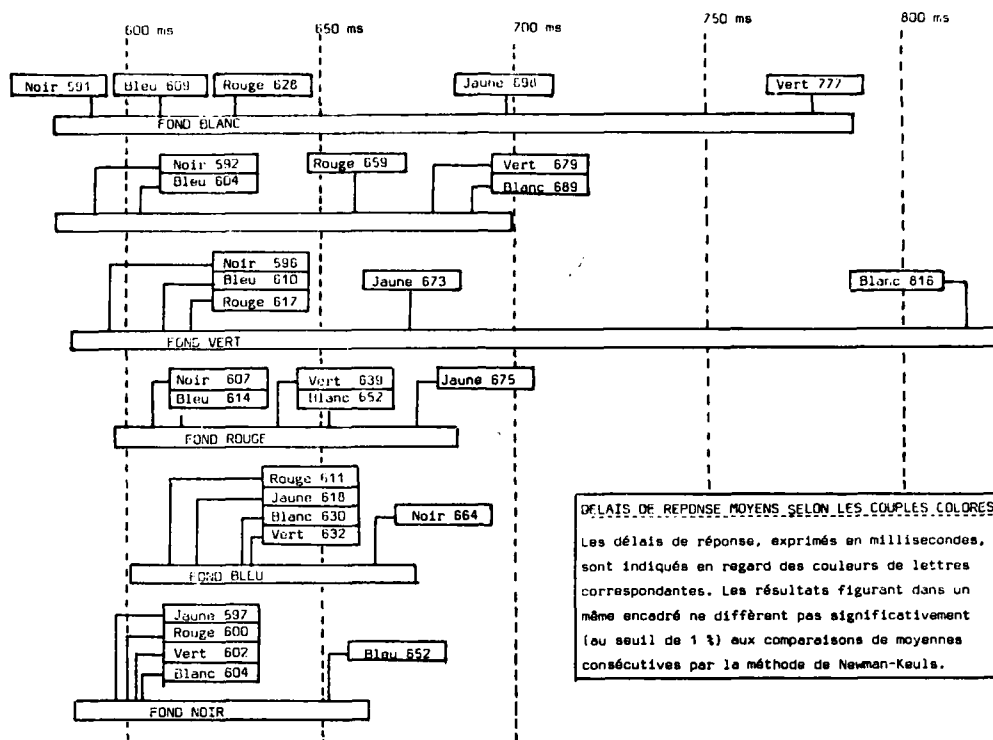 600 ms
650 ms
700 ms
750 ms
800 ms
Noir 591
Bleu 609
Rouge 628
Jaune 698
Vert 777
FOND BLANC
Noir 592
Bleu 604
Rouge 659
Vert 679
Blanc 689
Noir 596
Bleu 610
Rouge 617
Jaune 673
Blanc 816
FOND VERT
Noir 607
Bleu 614
Vert 639
Blanc 652
Jaune 675
FOND ROUGE
Rouge 611
Jaune 618
Blanc 630
Vert 632
Noir 664
FOND BLEU
Jaune 597
Rouge 600
Vert 602
Blanc 604
Bleu 652
FOND NOIR
DELAIS DE REPONSE MOYENS SELON LES COUPLES COLORES
Les délais de réponse, exprimés en millisecondes,
sont indiqués en regard des couleurs de lettres
correspondantes. Les résultats figurant dans un
même encadré ne diffèrent pas significativement
(au seuil de 1 %) aux comparaisons de moyennes
consécutives par la méthode de Newman-Keuls.